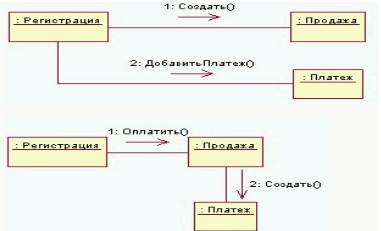 1: Создать()
: Регистрация
: Продажа
2: ДобавитьПлатеж()
: Платеж
1: Оплатить()
: Регистрация
: Продажа
2: Создать()
: Платеж